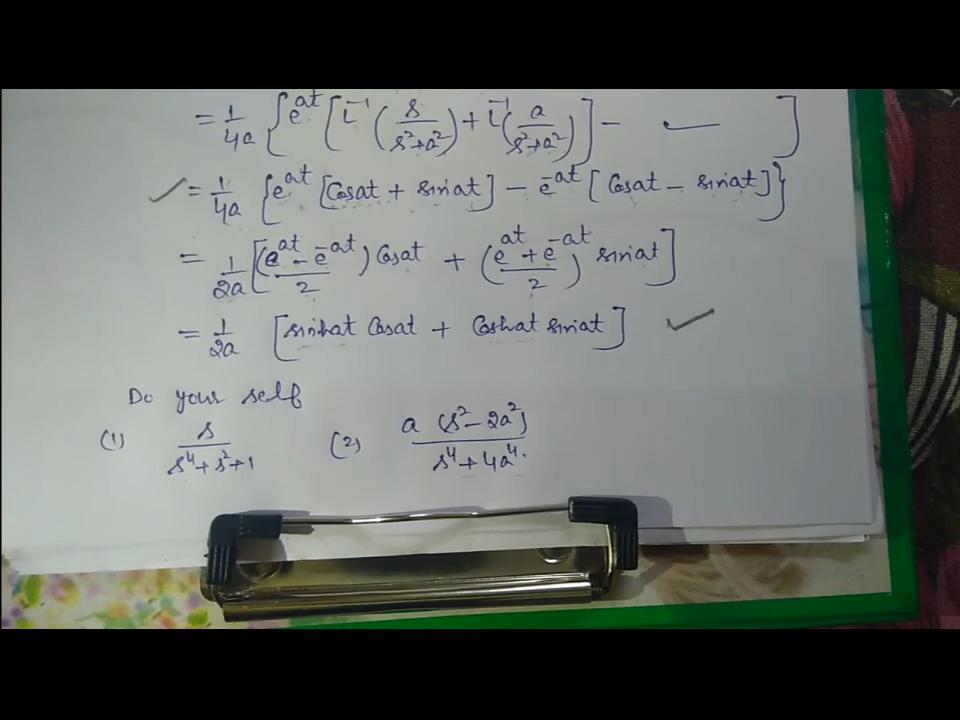 = 1/4a { e^at [ L^-1 ( s/s²+a² ) + L^-1 ( a/s²+a² ) ] - — ]
✓ = 1/4a { e^at [Cosat + sinat] - e^-at [Cosat - sinat] }
= 1/2a [ (e^at - e^-at/2) Cosat + (e^at + e^-at/2) sinat ]
= 1/2a [sinhat Cosat + Coshat sinat] ✓
Do your self
(1) s/s⁴+s²+1 (2) a (s²-2a²)/s⁴+4a⁴.